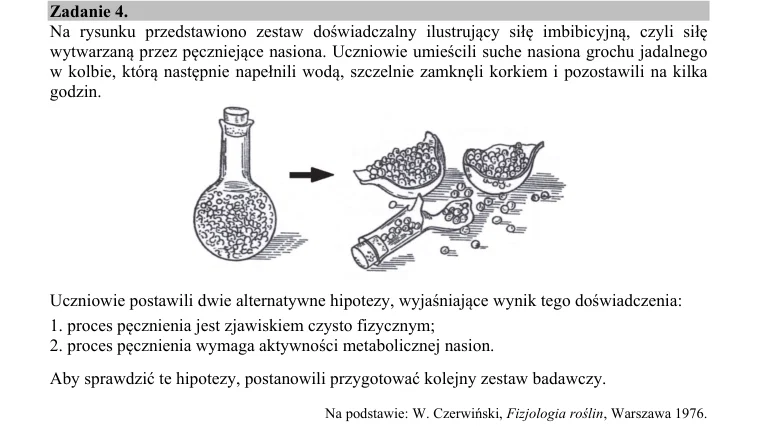 Zadanie 4.
Na rysunku przedstawiono zestaw doświadczalny ilustrujący siłę imbibicyjną, czyli siłę
wytwarzaną przez pęczniejące nasiona. Uczniowie umieścili suche nasiona grochu jadalnego
w kolbie, którą następnie napełnili wodą, szczelnie zamknęli korkiem i pozostawili na kilka
godzin.
Uczniowie postawili dwie alternatywne hipotezy, wyjaśniające wynik tego doświadczenia:
1. proces pęcznienia jest zjawiskiem czysto fizycznym;
2. proces pęcznienia wymaga aktywności metabolicznej nasion.
Aby sprawdzić te hipotezy, postanowili przygotować kolejny zestaw badawczy.
Na podstawie: W. Czerwiński, Fizjologia roślin, Warszawa 1976.